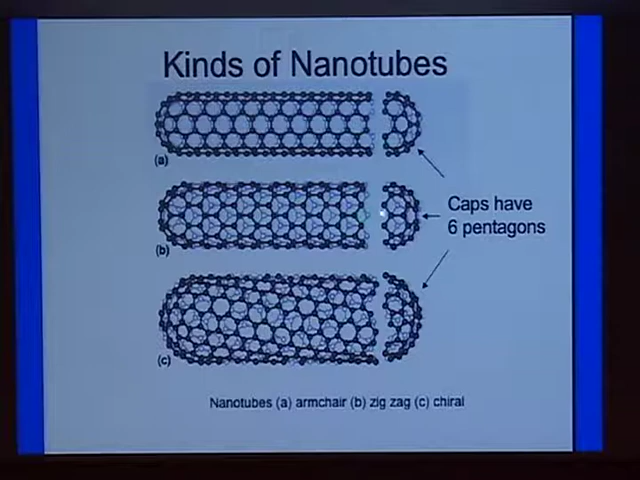 Kinds of Nanotubes
(a)
Caps have
6 pentagons
(b)
(c)
Nanotubes (a) armchair (b) zig zag (c) chiral